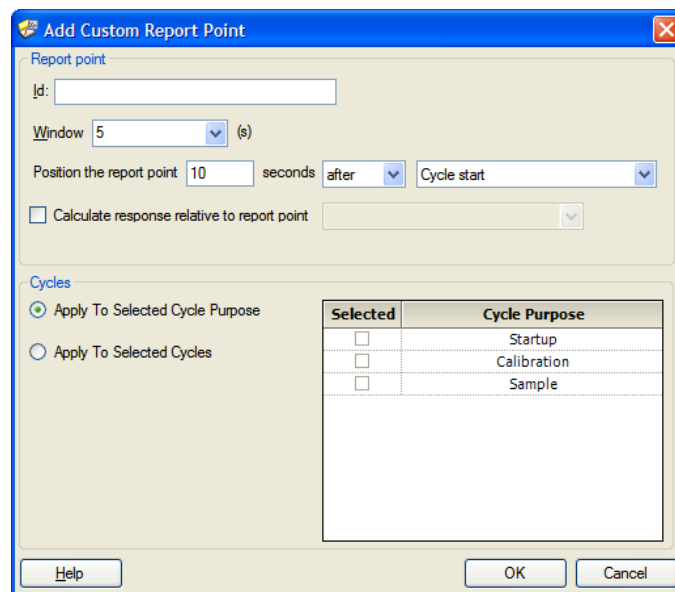 Add Custom Report Point
Report point
Id:
Window 5 (s)
Position the report point 10 seconds after Cycle start
Calculate response relative to report point
Cycles
Apply To Selected Cycle Purpose
Apply To Selected Cycles
Selected Cycle Purpose
Startup
Calibration
Sample
Help OK Cancel